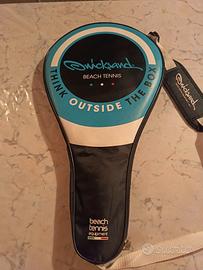 Quicksand
BEACH TENNIS
THINK OUTSIDE THE BOX
beach
tennis
equipment